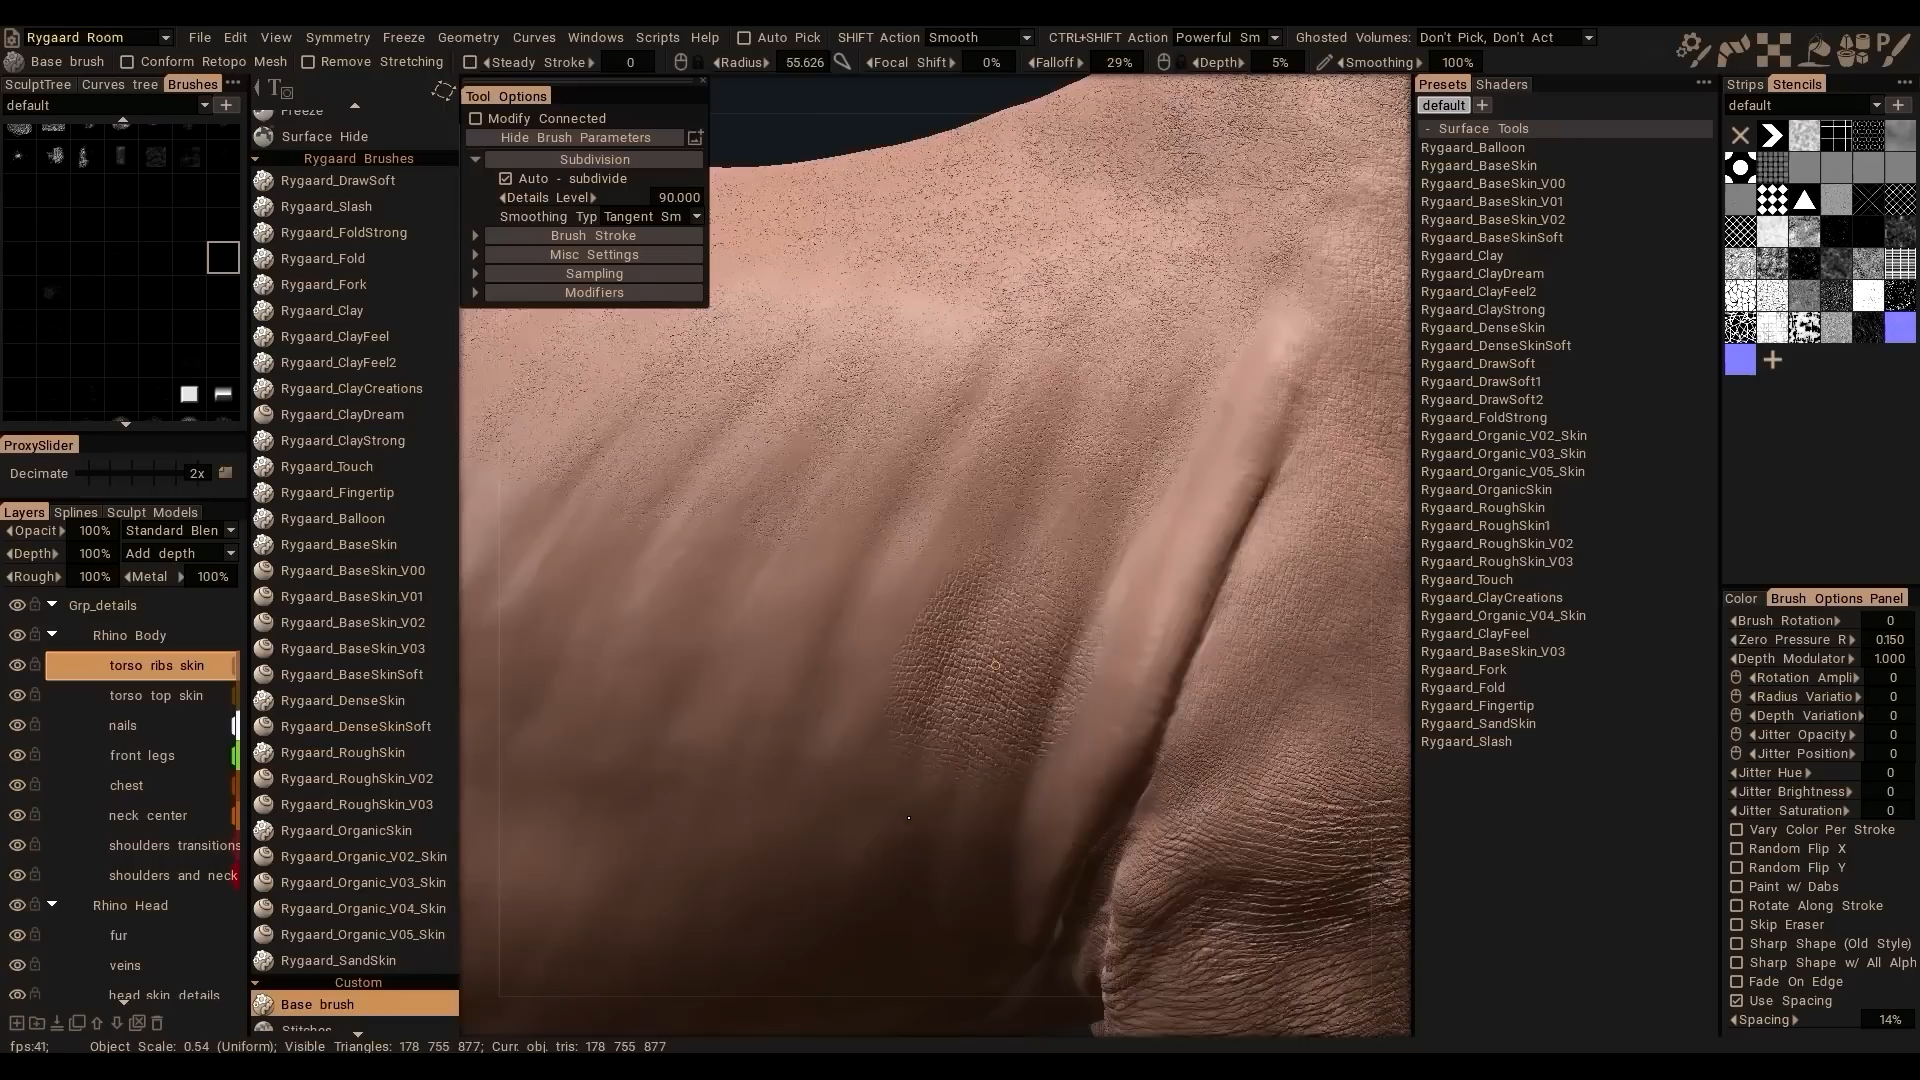 Rygaard Room File Edit View Symmetry Freeze Geometry Curves Windows Scripts Help Auto Pick SHIFT Action Smooth CTRL+SHIFT Action Powerful Sm Ghosted Volumes: Don't Pick, Don't Act
Base brush Conform Retopo Mesh Remove Stretching Steady Stroke 0 Radius 55.626 Focal Shift 0% Falloff 29% Depth 5% Smoothing 100%
SculptTree Curves tree Brushes
default
ProxySlider
Decimate 2x
Layers Splines Sculpt Models
Opacit 100% Standard Blen
Depth 100% Add depth
Rough 100% Metal 100%
Grp_details
Rhino Body
torso ribs skin
torso top skin
nails
front legs
chest
neck center
shoulders transitions
shoulders and neck
Rhino Head
fur
veins
head skin details
Freeze
Surface Hide
Rygaard Brushes
Rygaard_DrawSoft
Rygaard_Slash
Rygaard_FoldStrong
Rygaard_Fold
Rygaard_Fork
Rygaard_Clay
Rygaard_ClayFeel
Rygaard_ClayFeel2
Rygaard_ClayCreations
Rygaard_ClayDream
Rygaard_ClayStrong
Rygaard_Touch
Rygaard_Fingertip
Rygaard_Balloon
Rygaard_BaseSkin
Rygaard_BaseSkin_V00
Rygaard_BaseSkin_V01
Rygaard_BaseSkin_V02
Rygaard_BaseSkin_V03
Rygaard_BaseSkinSoft
Rygaard_DenseSkin
Rygaard_DenseSkinSoft
Rygaard_RoughSkin
Rygaard_RoughSkin_V02
Rygaard_RoughSkin_V03
Rygaard_OrganicSkin
Rygaard_Organic_V02_Skin
Rygaard_Organic_V03_Skin
Rygaard_Organic_V04_Skin
Rygaard_Organic_V05_Skin
Rygaard_SandSkin
Custom
Base brush
Stitches
Tool Options
Modify Connected
Hide Brush Parameters
Subdivision
Auto - subdivide
Details Level 90.000
Smoothing Typ Tangent Sm
Brush Stroke
Misc Settings
Sampling
Modifiers
Presets Shaders
default
- Surface Tools
Rygaard_Balloon
Rygaard_BaseSkin
Rygaard_BaseSkin_V00
Rygaard_BaseSkin_V01
Rygaard_BaseSkin_V02
Rygaard_BaseSkinSoft
Rygaard_Clay
Rygaard_ClayDream
Rygaard_ClayFeel2
Rygaard_ClayStrong
Rygaard_DenseSkin
Rygaard_DenseSkinSoft
Rygaard_DrawSoft
Rygaard_DrawSoft1
Rygaard_DrawSoft2
Rygaard_FoldStrong
Rygaard_Organic_V02_Skin
Rygaard_Organic_V03_Skin
Rygaard_Organic_V05_Skin
Rygaard_OrganicSkin
Rygaard_RoughSkin
Rygaard_RoughSkin1
Rygaard_RoughSkin_V02
Rygaard_RoughSkin_V03
Rygaard_Touch
Rygaard_ClayCreations
Rygaard_Organic_V04_Skin
Rygaard_ClayFeel
Rygaard_BaseSkin_V03
Rygaard_Fork
Rygaard_Fold
Rygaard_Fingertip
Rygaard_SandSkin
Rygaard_Slash
Strips Stencils
default
Color Brush Options Panel
Brush Rotation 0
Zero Pressure R 0.150
Depth Modulator 1.000
Rotation Ampli 0
Radius Variatio 0
Depth Variation 0
Jitter Opacity 0
Jitter Position 0
Jitter Hue 0
Jitter Brightness 0
Jitter Saturation 0
Vary Color Per Stroke
Random Flip X
Random Flip Y
Paint w/ Dabs
Rotate Along Stroke
Skip Eraser
Sharp Shape (Old Style)
Sharp Shape w/ All Alph
Fade On Edge
Use Spacing
Spacing 14%
fps:41; Object Scale: 0.54 (Uniform); Visible Triangles: 178 755 877; Curr. obj. tris: 178 755 877